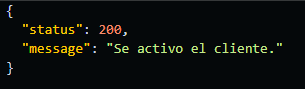 {
  "status": 200,
  "message": "Se activo el cliente."
}